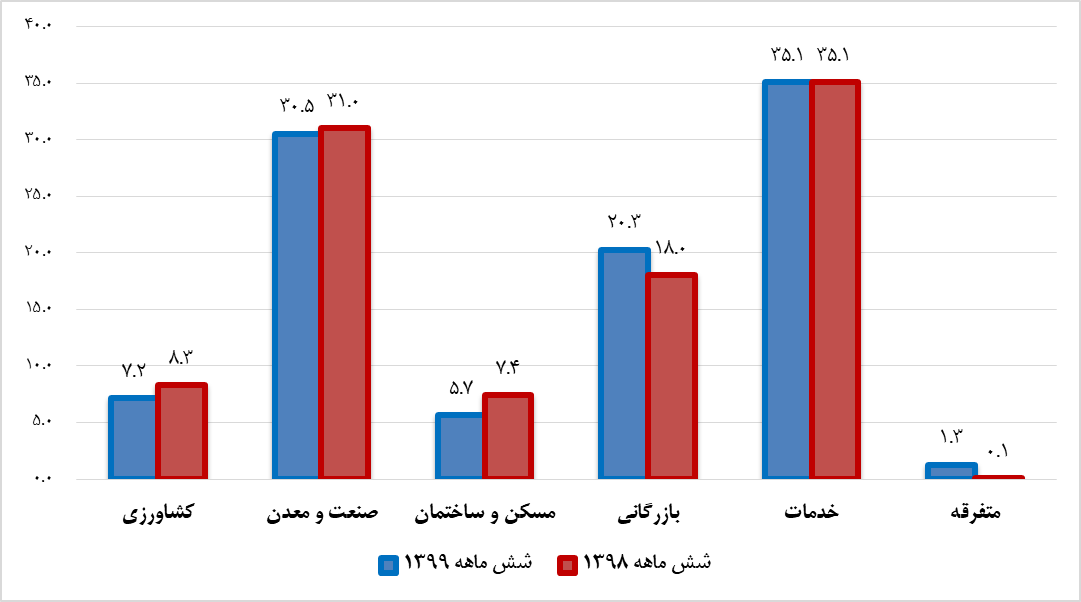 ۴۰.۰
۳۵.۰
۳۰.۰
۲۵.۰
۲۰.۰
۱۵.۰
۱۰.۰
۵.۰
۰.۰
۷.۲
۸.۳
۳۰.۵
۳۱.۰
۵.۷
۷.۴
۲۰.۳
۱۸.۰
۳۵.۱
۳۵.۱
۱.۳
۰.۱
کشاورزی
صنعت و معدن
مسکن و ساختمان
بازرگانی
خدمات
متفرقه
شش ماهه ۱۳۹۹
شش ماهه ۱۳۹۸